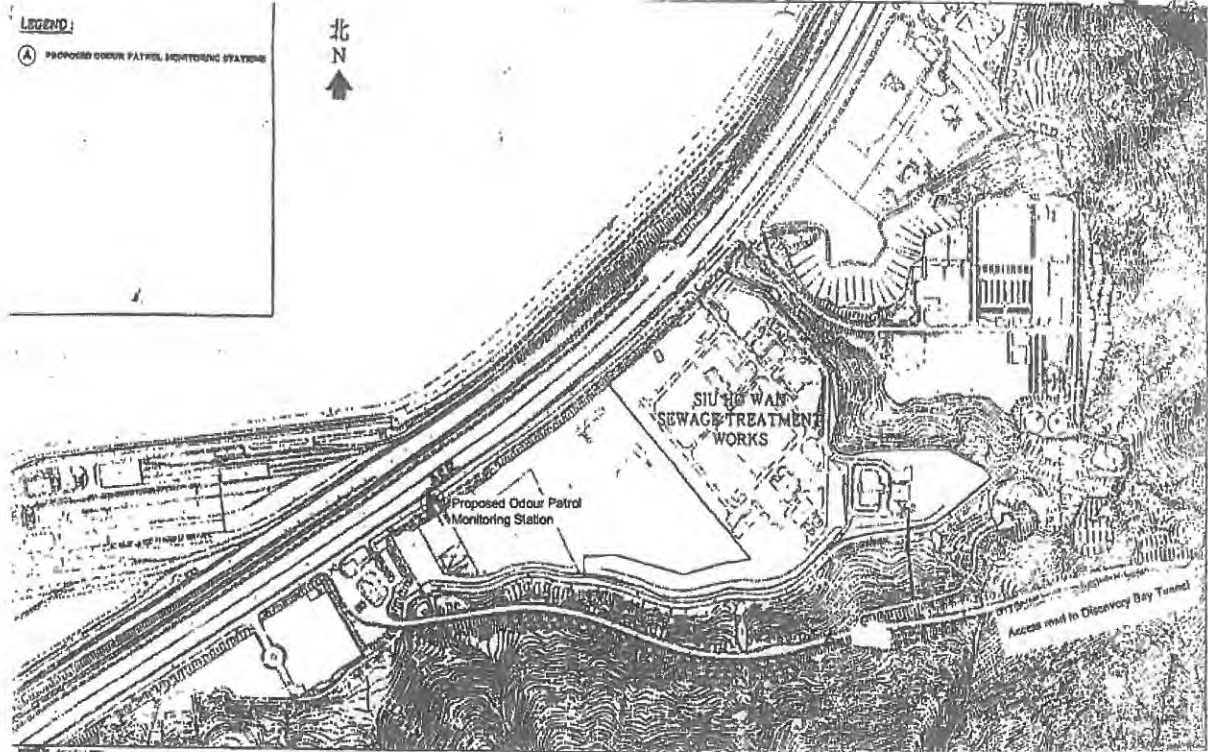 LEGEND:
A PROPOSED ODOUR PATROL MONITORING STATIONS
北
N
SIU HO WAN
SEWAGE TREATMENT
WORKS
Proposed Odour Patrol
Monitoring Station
Access road to Discovery Bay Tunnel